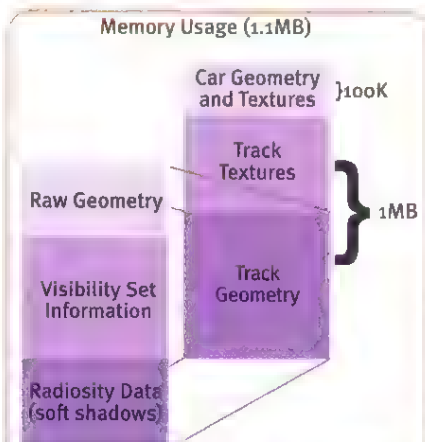 Memory Usage (1.1MB)
Car Geometry
and Textures
}100K
Track
Textures
Raw Geometry
} 1MB
Track
Geometry
Visibility Set
Information
Radiosity Data
(soft shadows)